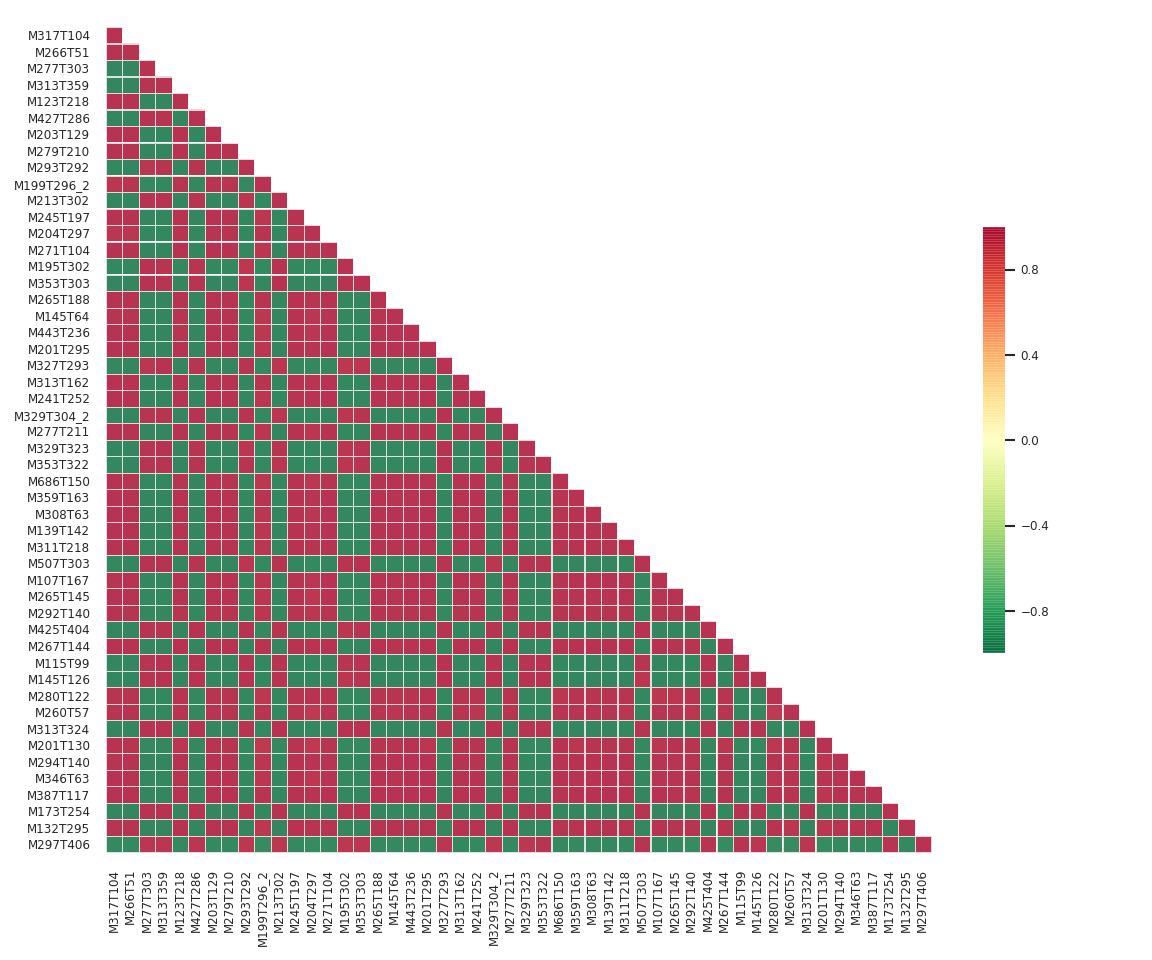 M317T104
M266T51
M277T303
M313T359
M123T218
M427T286
M203T129
M279T210
M293T292
M199T296_2
M213T302
M245T197
M204T297
M271T104
M195T302
M353T303
M265T188
M145T64
M443T236
M201T295
M327T293
M313T162
M241T252
M329T304_2
M277T211
M329T323
M353T322
M686T150
M359T163
M308T63
M139T142
M311T218
M507T303
M107T167
M265T145
M292T140
M425T404
M267T144
M115T99
M145T126
M280T122
M260T57
M313T324
M201T130
M294T140
M346T63
M387T117
M173T254
M132T295
M297T406
M317T104
M266T51
M277T303
M313T359
M123T218
M427T286
M203T129
M279T210
M293T292
M199T296_2
M213T302
M245T197
M204T297
M271T104
M195T302
M353T303
M265T188
M145T64
M443T236
M201T295
M327T293
M313T162
M241T252
M329T304_2
M277T211
M329T323
M353T322
M686T150
M359T163
M308T63
M139T142
M311T218
M507T303
M107T167
M265T145
M292T140
M425T404
M267T144
M115T99
M145T126
M280T122
M260T57
M313T324
M201T130
M294T140
M346T63
M387T117
M173T254
M132T295
M297T406
0.8
0.4
0.0
−0.4
−0.8